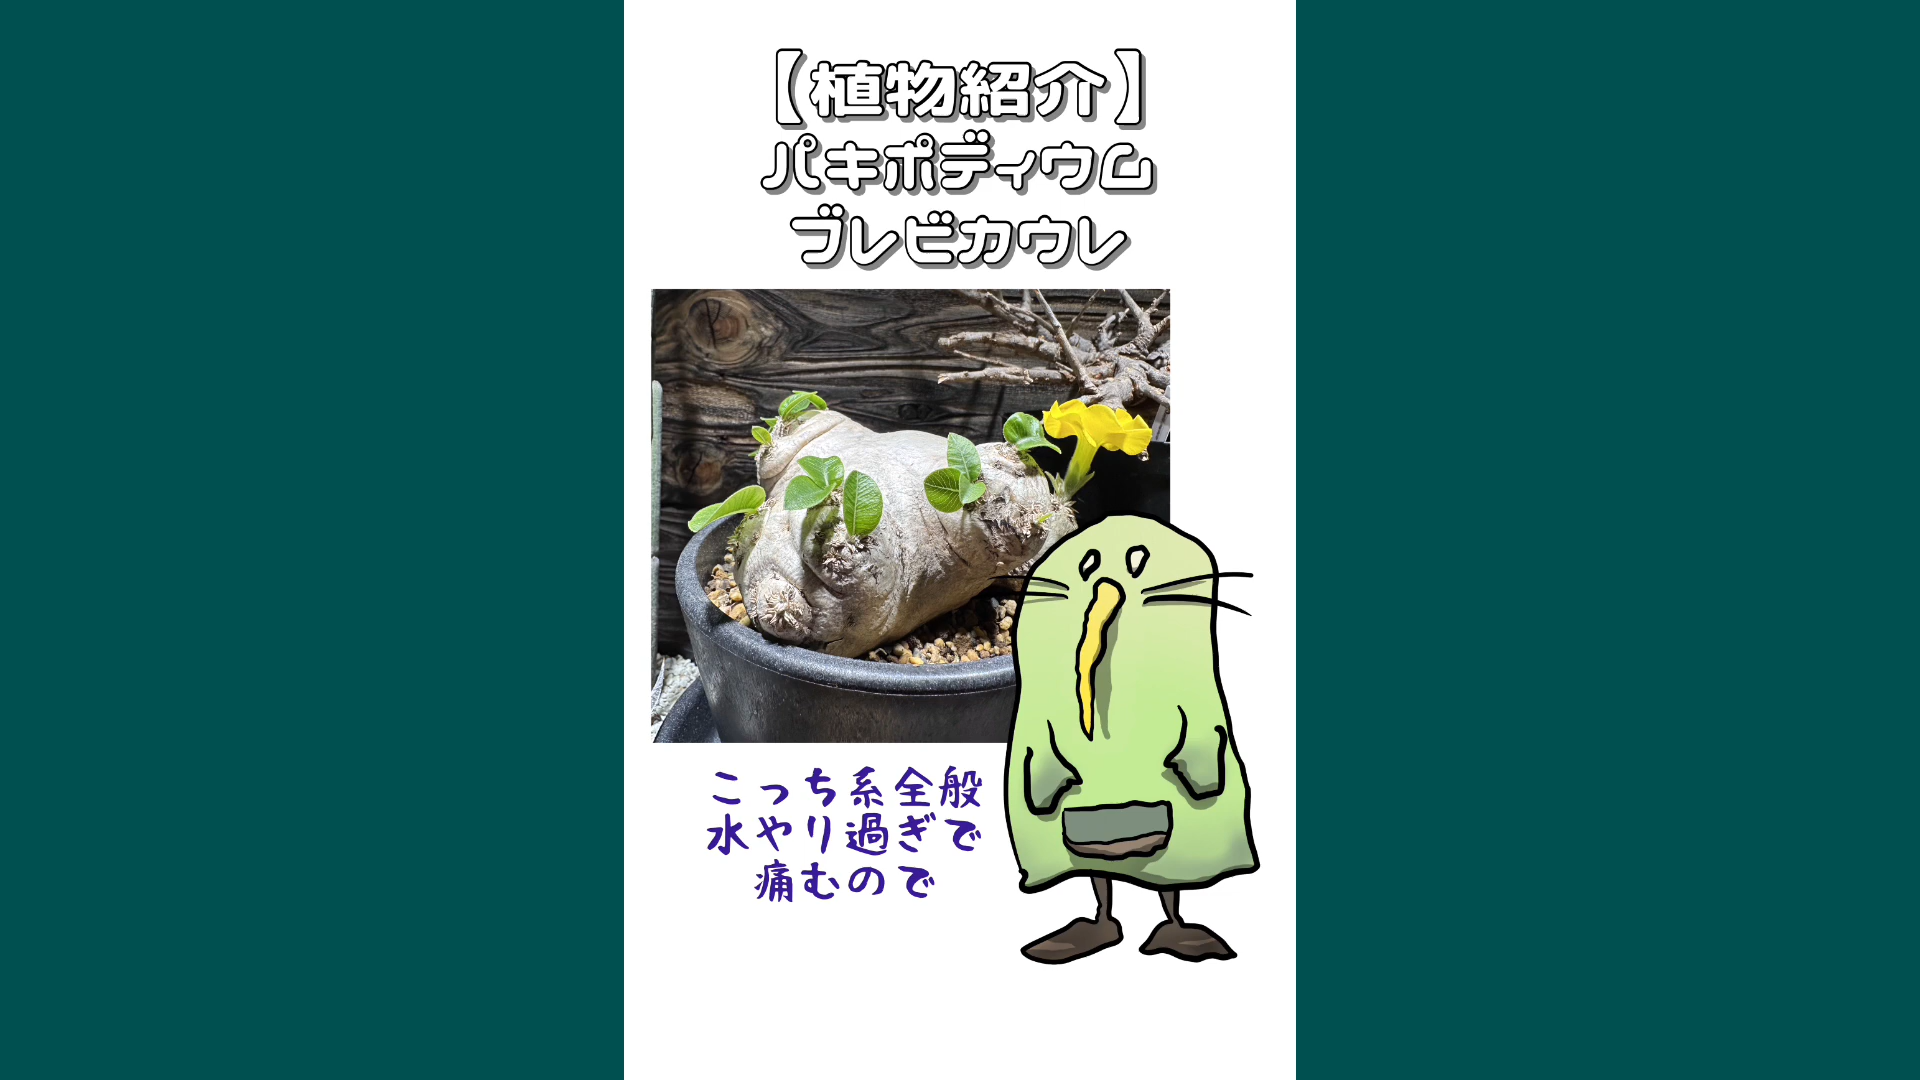 【植物紹介】
パキポディウム
ブレビカウレ
こっち系全般
水やり過ぎで
痛むので